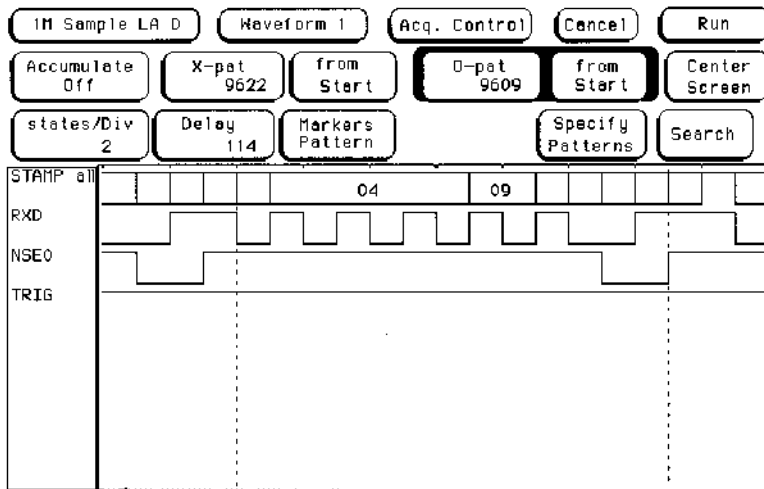 1M Sample LA D
Waveform 1
Acq. Control
Cancel
Run
Accumulate
Off
X-pat
9622
from
Start
O-pat
9609
from
Start
Center
Screen
states/Div
2
Delay
114
Markers
Pattern
Specify
Patterns
Search
STAMP all
04
09
RXD
NSEO
TRIG